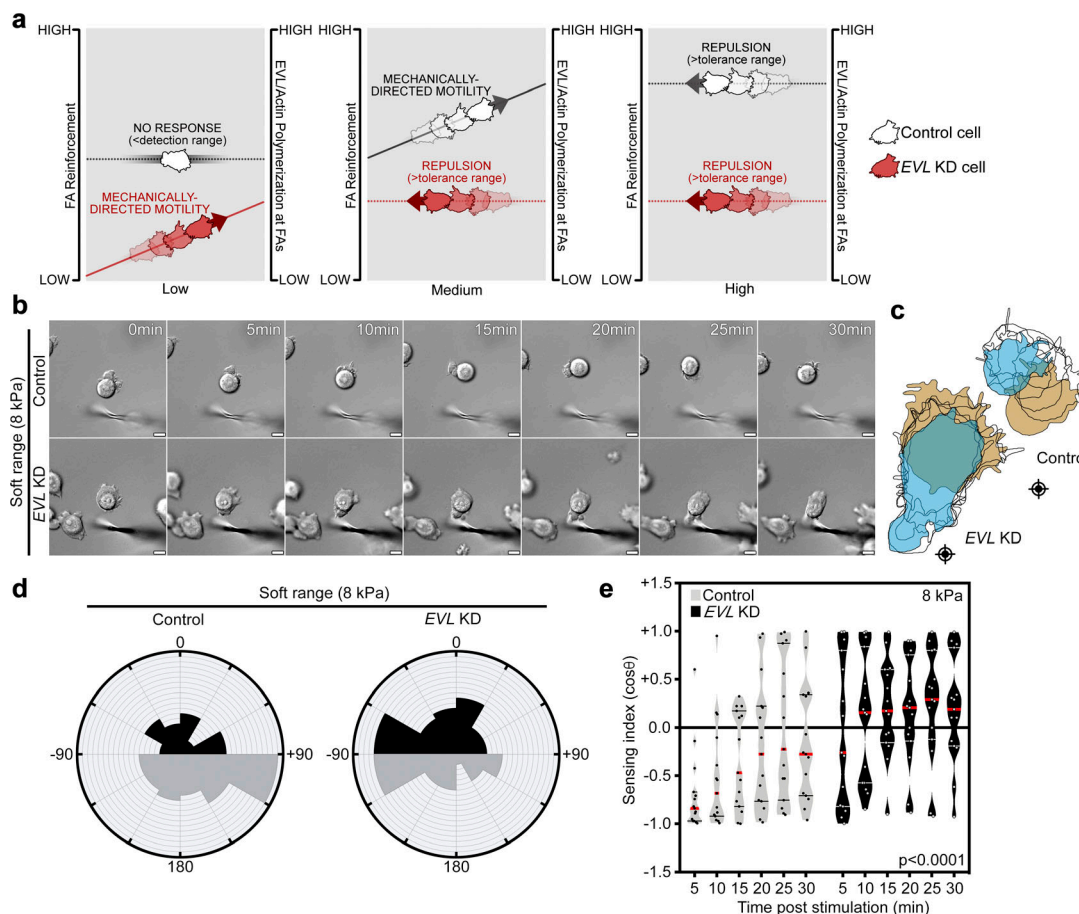 a
HIGH
HIGH
HIGH
HIGH
HIGH
HIGH
FA Reinforcement
NO RESPONSE
(<detection range)
MECHANICALLY-
DIRECTED MOTILITY
EVL/Actin Polymerization at FAs
LOW
LOW
Low
FA Reinforcement
MECHANICALLY-
DIRECTED MOTILITY
REPULSION
(>tolerance range)
EVL/Actin Polymerization at FAs
LOW
LOW
Medium
FA Reinforcement
REPULSION
(>tolerance range)
REPULSION
(>tolerance range)
EVL/Actin Polymerization at FAs
LOW
LOW
High
Control cell
EVL KD cell
b
0min
5min
10min
15min
20min
25min
30min
Soft range (8 kPa)
Control
EVL KD
c
Control
EVL KD
d
Soft range (8 kPa)
Control
EVL KD
0
-90
+90
180
0
-90
+90
180
e
Control
EVL KD
8 kPa
Sensing index (cosθ)
+1.5
+1.0
+0.5
0.0
-0.5
-1.0
-1.5
p<0.0001
5 10 15 20 25 30 5 10 15 20 25 30
Time post stimulation (min)